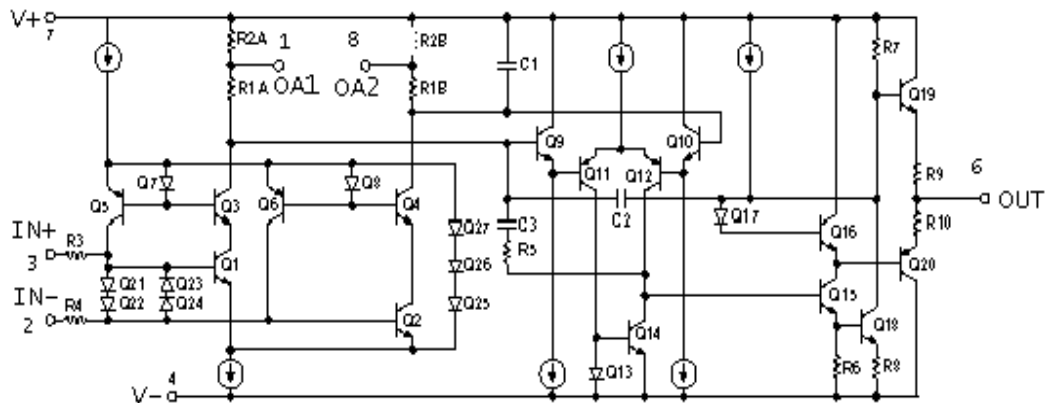 V+
7
R2A
1
8
R2B
R1A
OA1
OA2
R1B
C1
R7
Q19
Q9
Q10
Q7
Q8
Q11
Q12
Q5
Q3
Q6
Q4
C3
C2
Q17
R9
6
OUT
R10
IN+
R3
3
Q1
Q27
Q26
Q25
R5
Q16
Q20
Q21
Q23
Q22
Q24
IN-
R4
2
Q2
Q15
Q14
Q18
Q13
R6
R8
V-
4